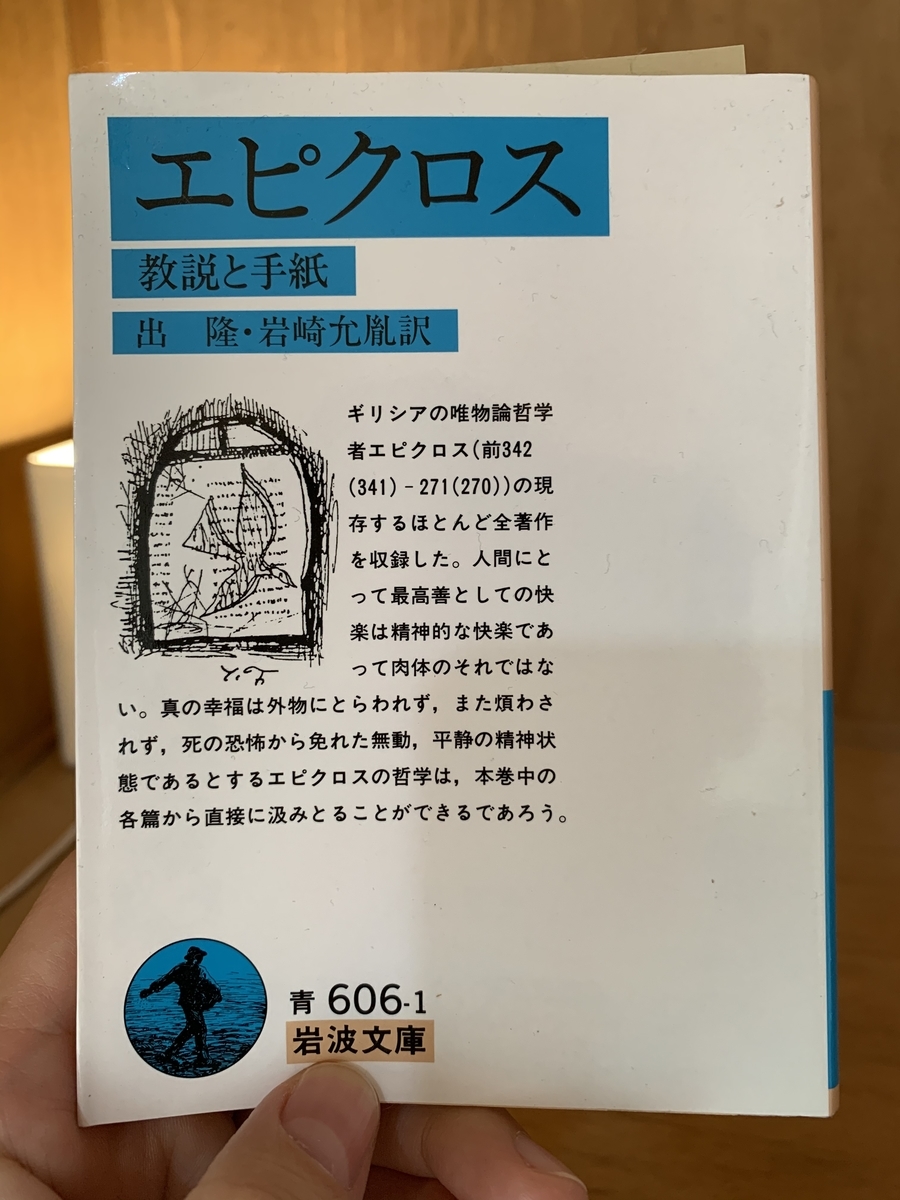 エピクロス
教説と手紙
出 隆・岩崎允胤訳
ギリシアの唯物論哲学
者エピクロス(前342
(341)-271(270))の現
存するほとんど全著作
を収録した。人間にと
って最高善としての快
楽は精神的な快楽であ
って肉体のそれではな
い。真の幸福は外物にとらわれず，また煩わさ
れず，死の恐怖から免れた無動，平静の精神状
態であるとするエピクロスの哲学は，本巻中の
各篇から直接に汲みとることができるであろう。
青 606-1
岩波文庫